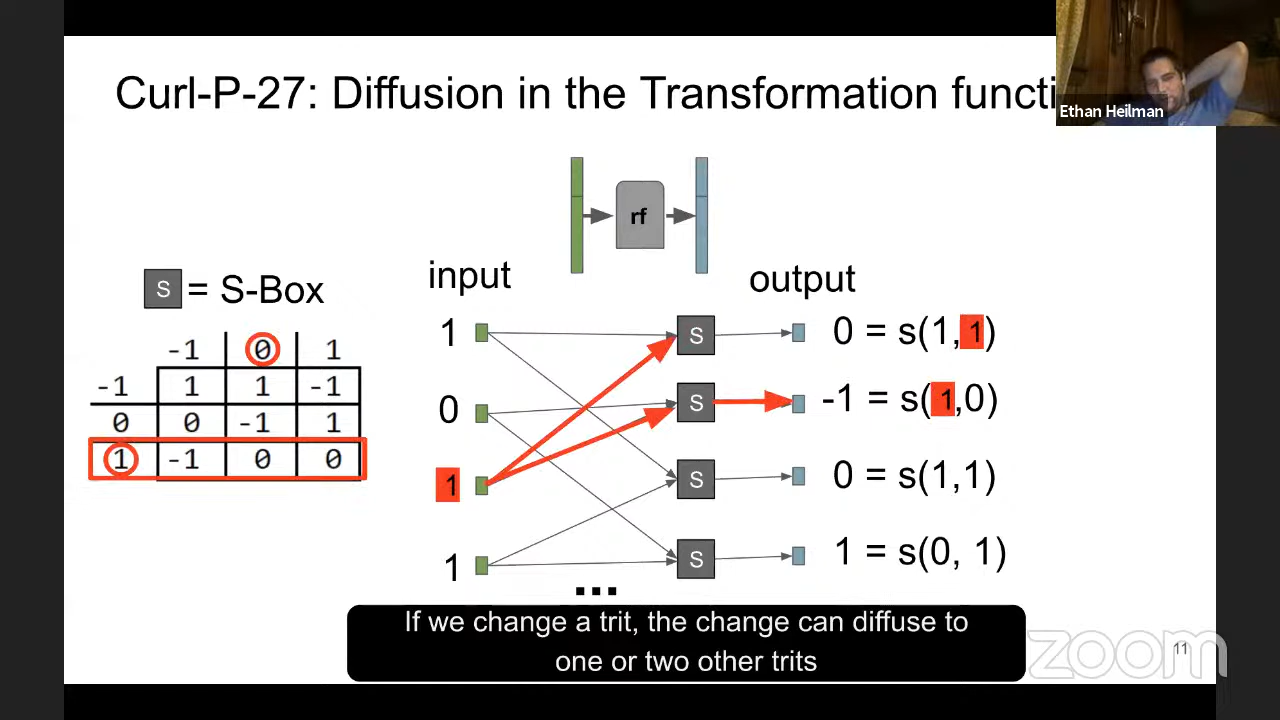 Curl-P-27: Diffusion in the Transformation functi
Ethan Heilman
rf
S = S-Box
input
output
-1 0 1
-1 1 1 -1
0 0 -1 1
1 -1 0 0
1 S 0 = s(1,1)
0 S -1 = s(1,0)
1 S 0 = s(1,1)
1 S 1 = s(0, 1)
...
If we change a trit, the change can diffuse to
one or two other trits
zoom
11